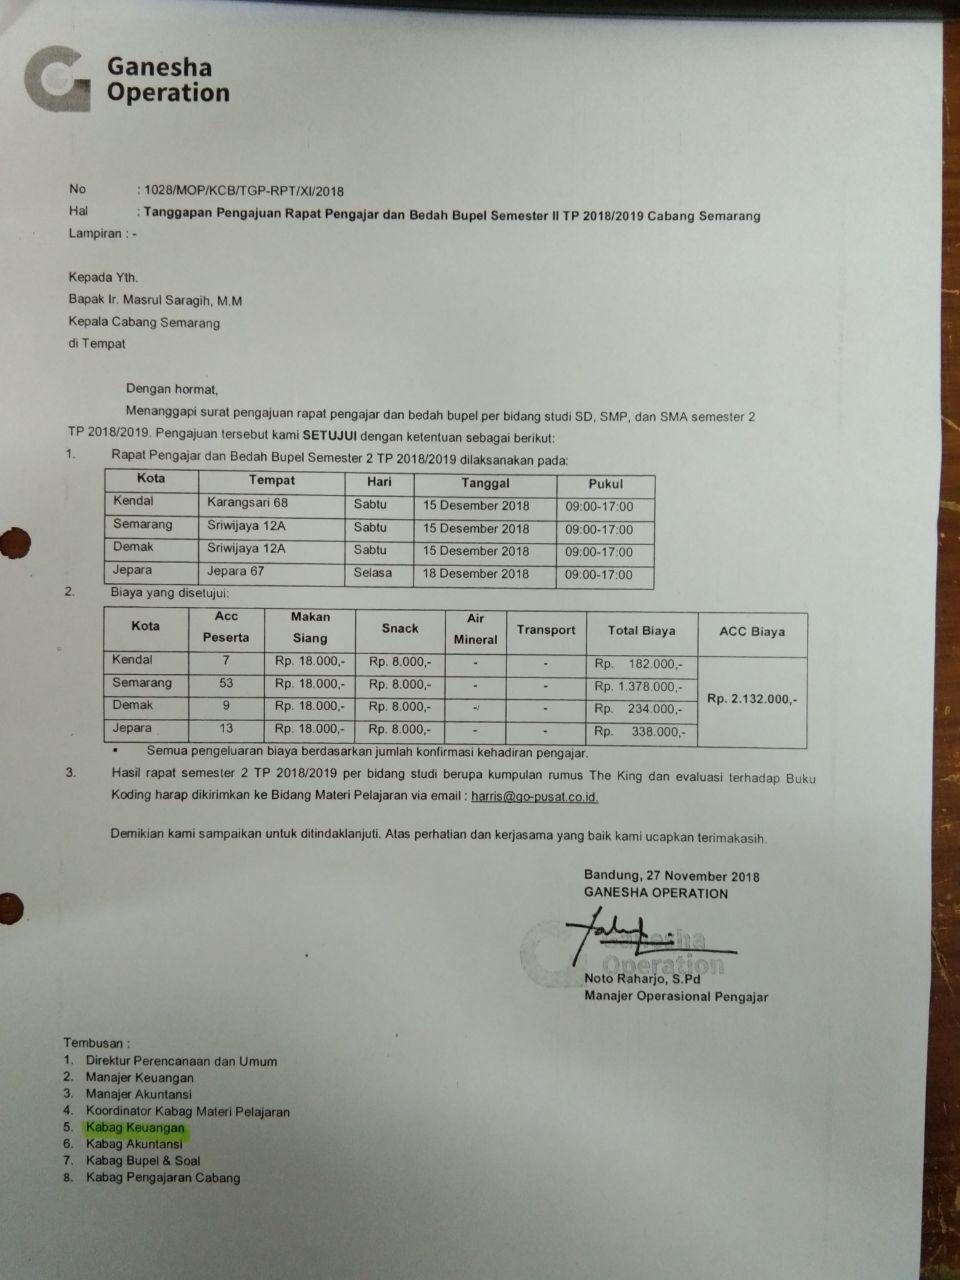 Ganesha
Operation
No : 1028/MOP/KCB/TGP-RPT/XI/2018
Hal : Tanggapan Pengajuan Rapat Pengajar dan Bedah Bupel Semester II TP 2018/2019 Cabang Semarang
Lampiran : -
Kepada Yth.
Bapak Ir. Masrul Saragih, M.M
Kepala Cabang Semarang
di Tempat
Dengan hormat,
Menanggapi surat pengajuan rapat pengajar dan bedah bupel per bidang studi SD, SMP, dan SMA semester 2
TP 2018/2019. Pengajuan tersebut kami SETUJUI dengan ketentuan sebagai berikut:
1. Rapat Pengajar dan Bedah Bupel Semester 2 TP 2018/2019 dilaksanakan pada:
Kota Tempat Hari Tanggal Pukul
Kendal Karangsari 68 Sabtu 15 Desember 2018 09:00-17:00
Semarang Sriwijaya 12A Sabtu 15 Desember 2018 09:00-17:00
Demak Sriwijaya 12A Sabtu 15 Desember 2018 09:00-17:00
Jepara Jepara 67 Selasa 18 Desember 2018 09:00-17:00
2. Biaya yang disetujui:
Kota Acc Peserta Makan Siang Snack Air Mineral Transport Total Biaya ACC Biaya
Kendal 7 Rp. 18.000,- Rp. 8.000,- - - Rp. 182.000,-
Semarang 53 Rp. 18.000,- Rp. 8.000,- - - Rp. 1.378.000,-
Rp. 2.132.000,-
Demak 9 Rp. 18.000,- Rp. 8.000,- - - Rp. 234.000,-
Jepara 13 Rp. 18.000,- Rp. 8.000,- - - Rp. 338.000,-
▪ Semua pengeluaran biaya berdasarkan jumlah konfirmasi kehadiran pengajar.
3. Hasil rapat semester 2 TP 2018/2019 per bidang studi berupa kumpulan rumus The King dan evaluasi terhadap Buku
Koding harap dikirimkan ke Bidang Materi Pelajaran via email : harris@go-pusat.co.id.
Demikian kami sampaikan untuk ditindaklanjuti. Atas perhatian dan kerjasama yang baik kami ucapkan terimakasih.
Bandung, 27 November 2018
GANESHA OPERATION
Ganesha
Operation
Noto Raharjo, S.Pd
Manajer Operasional Pengajar
Tembusan :
1. Direktur Perencanaan dan Umum
2. Manajer Keuangan
3. Manajer Akuntansi
4. Koordinator Kabag Materi Pelajaran
5. Kabag Keuangan
6. Kabag Akuntansi
7. Kabag Bupel & Soal
8. Kabag Pengajaran Cabang